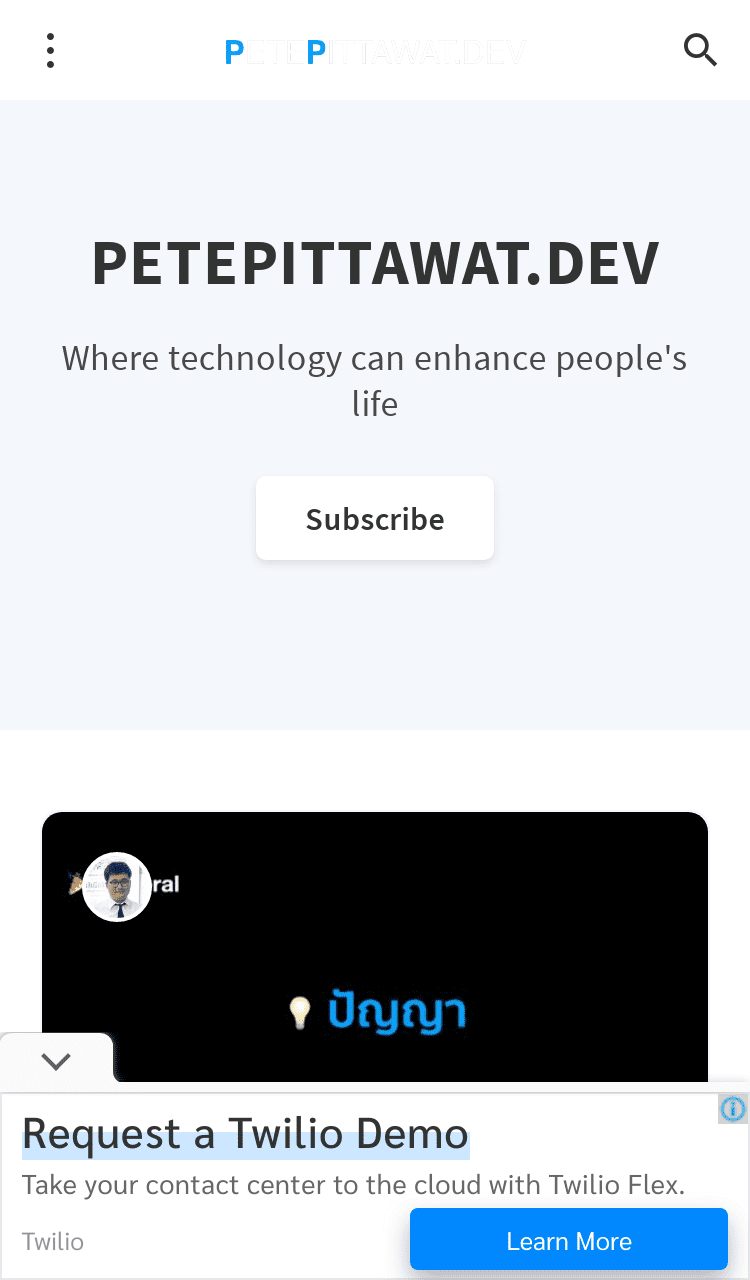 PETEPITTAWAT.DEV
PETEPITTAWAT.DEV
Where technology can enhance people's
life
Subscribe
ral
ปัญญา
Request a Twilio Demo
Take your contact center to the cloud with Twilio Flex.
Twilio
Learn More